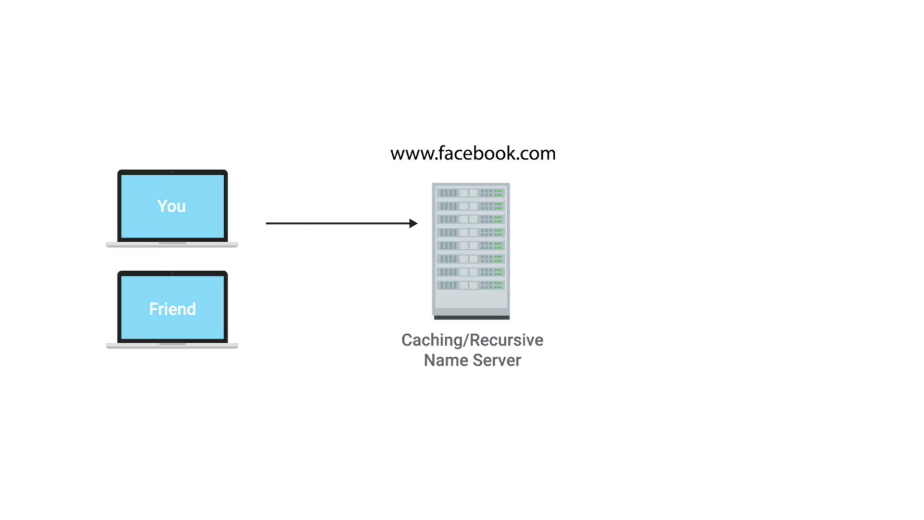 www.facebook.com
You
Friend
Caching/Recursive
Name Server